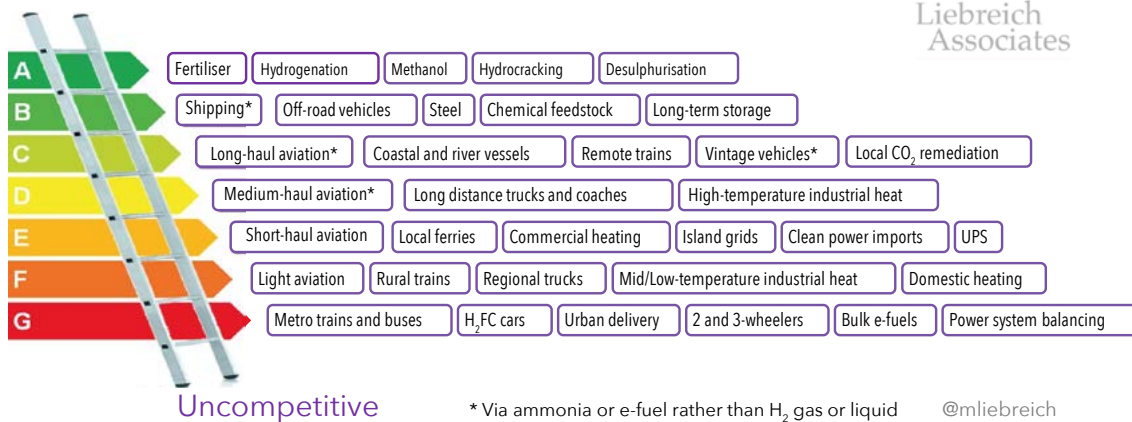 Liebreich
Associates
A Fertiliser Hydrogenation Methanol Hydrocracking Desulphurisation
B Shipping* Off-road vehicles Steel Chemical feedstock Long-term storage
C Long-haul aviation* Coastal and river vessels Remote trains Vintage vehicles* Local CO₂ remediation
D Medium-haul aviation* Long distance trucks and coaches High-temperature industrial heat
E Short-haul aviation Local ferries Commercial heating Island grids Clean power imports UPS
F Light aviation Rural trains Regional trucks Mid/Low-temperature industrial heat Domestic heating
G Metro trains and buses H₂FC cars Urban delivery 2 and 3-wheelers Bulk e-fuels Power system balancing
Uncompetitive * Via ammonia or e-fuel rather than H₂ gas or liquid @mliebreich